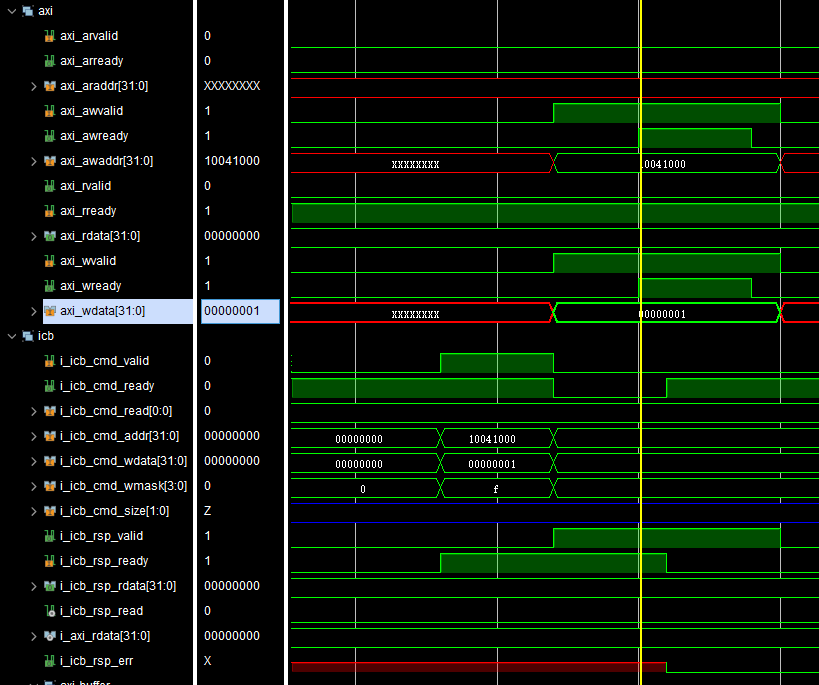 axi
axi_arvalid 0
axi_arready 0
axi_araddr[31:0] XXXXXXXX
axi_awvalid 1
axi_awready 1
axi_awaddr[31:0] 10041000 XXXXXXXX 0041000
axi_rvalid 0
axi_rready 1
axi_rdata[31:0] 00000000
axi_wvalid 1
axi_wready 1
axi_wdata[31:0] 00000001 XXXXXXXX 00000001
icb
i_icb_cmd_valid 0
i_icb_cmd_ready 0
i_icb_cmd_read[0:0] 0
i_icb_cmd_addr[31:0] 00000000 00000000 10041000
i_icb_cmd_wdata[31:0] 00000000 00000000 00000001
i_icb_cmd_wmask[3:0] 0 0 f
i_icb_cmd_size[1:0] Z
i_icb_rsp_valid 1
i_icb_rsp_ready 1
i_icb_rsp_rdata[31:0] 00000000
i_icb_rsp_read 0
i_axi_rdata[31:0] 00000000
i_icb_rsp_err X